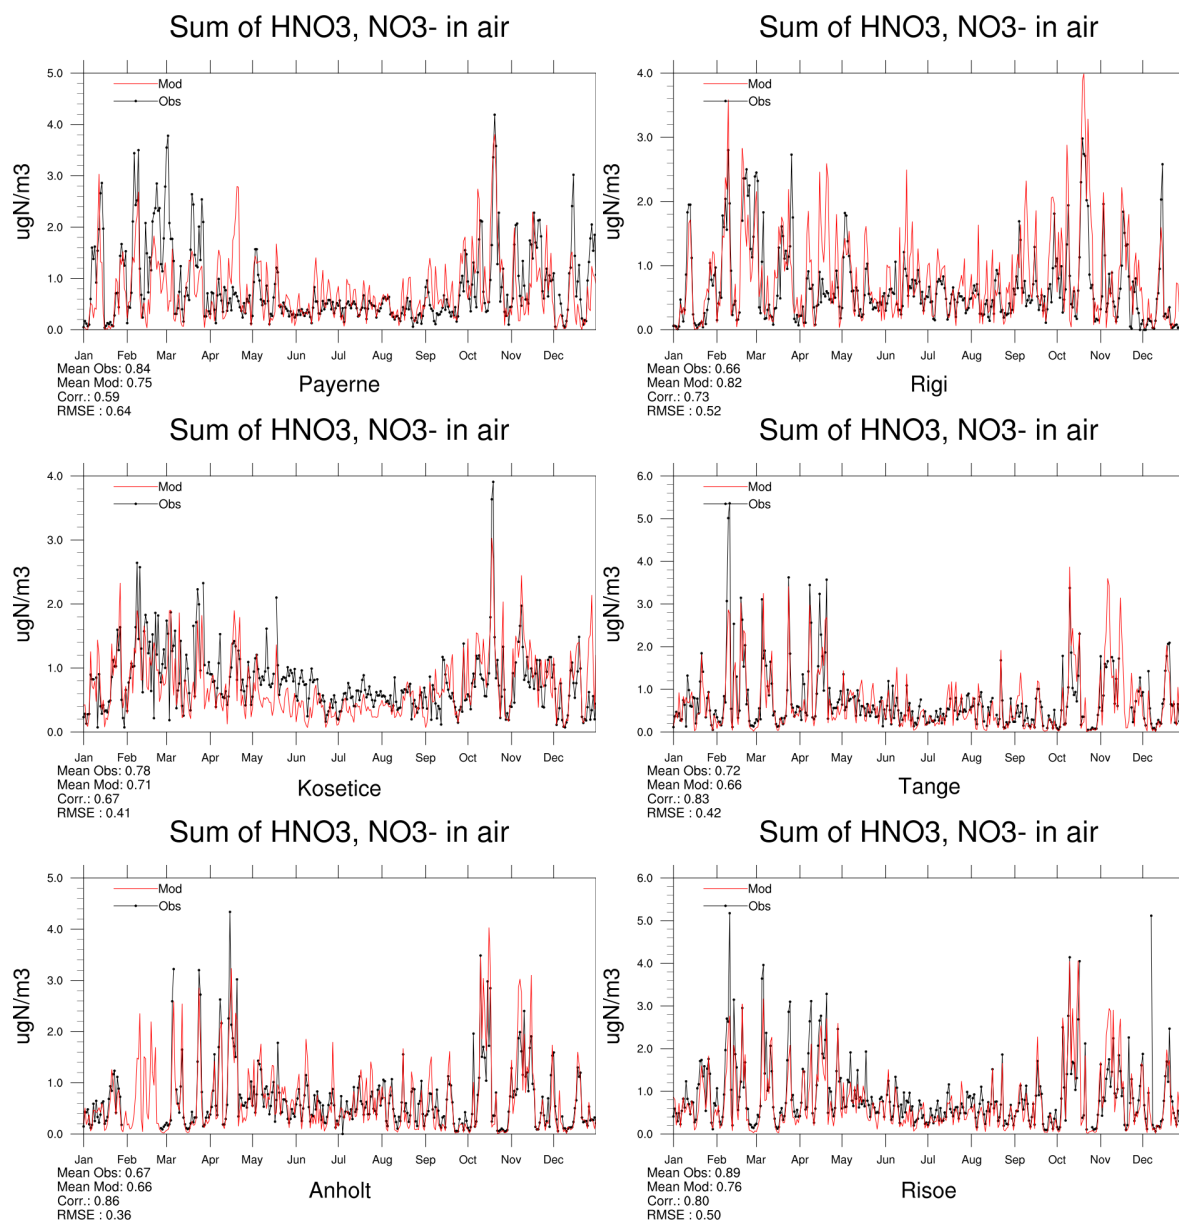 Sum of HNO3, NO3- in air
Mod
Obs
ugN/m3
5.0
4.0
3.0
2.0
1.0
0.0
Jan Feb Mar Apr May Jun Jul Aug Sep Oct Nov Dec
Mean Obs: 0.84
Mean Mod: 0.75
Corr.: 0.59
RMSE : 0.64
Payerne
Sum of HNO3, NO3- in air
Mod
Obs
ugN/m3
4.0
3.0
2.0
1.0
0.0
Jan Feb Mar Apr May Jun Jul Aug Sep Oct Nov Dec
Mean Obs: 0.66
Mean Mod: 0.82
Corr.: 0.73
RMSE : 0.52
Rigi
Sum of HNO3, NO3- in air
Mod
Obs
ugN/m3
4.0
3.0
2.0
1.0
0.0
Jan Feb Mar Apr May Jun Jul Aug Sep Oct Nov Dec
Mean Obs: 0.78
Mean Mod: 0.71
Corr.: 0.67
RMSE : 0.41
Kosetice
Sum of HNO3, NO3- in air
Mod
Obs
ugN/m3
6.0
5.0
4.0
3.0
2.0
1.0
0.0
Jan Feb Mar Apr May Jun Jul Aug Sep Oct Nov Dec
Mean Obs: 0.72
Mean Mod: 0.66
Corr.: 0.83
RMSE : 0.42
Tange
Sum of HNO3, NO3- in air
Mod
Obs
ugN/m3
5.0
4.0
3.0
2.0
1.0
0.0
Jan Feb Mar Apr May Jun Jul Aug Sep Oct Nov Dec
Mean Obs: 0.67
Mean Mod: 0.66
Corr.: 0.86
RMSE : 0.36
Anholt
Sum of HNO3, NO3- in air
Mod
Obs
ugN/m3
6.0
5.0
4.0
3.0
2.0
1.0
0.0
Jan Feb Mar Apr May Jun Jul Aug Sep Oct Nov Dec
Mean Obs: 0.89
Mean Mod: 0.76
Corr.: 0.80
RMSE : 0.50
Risoe